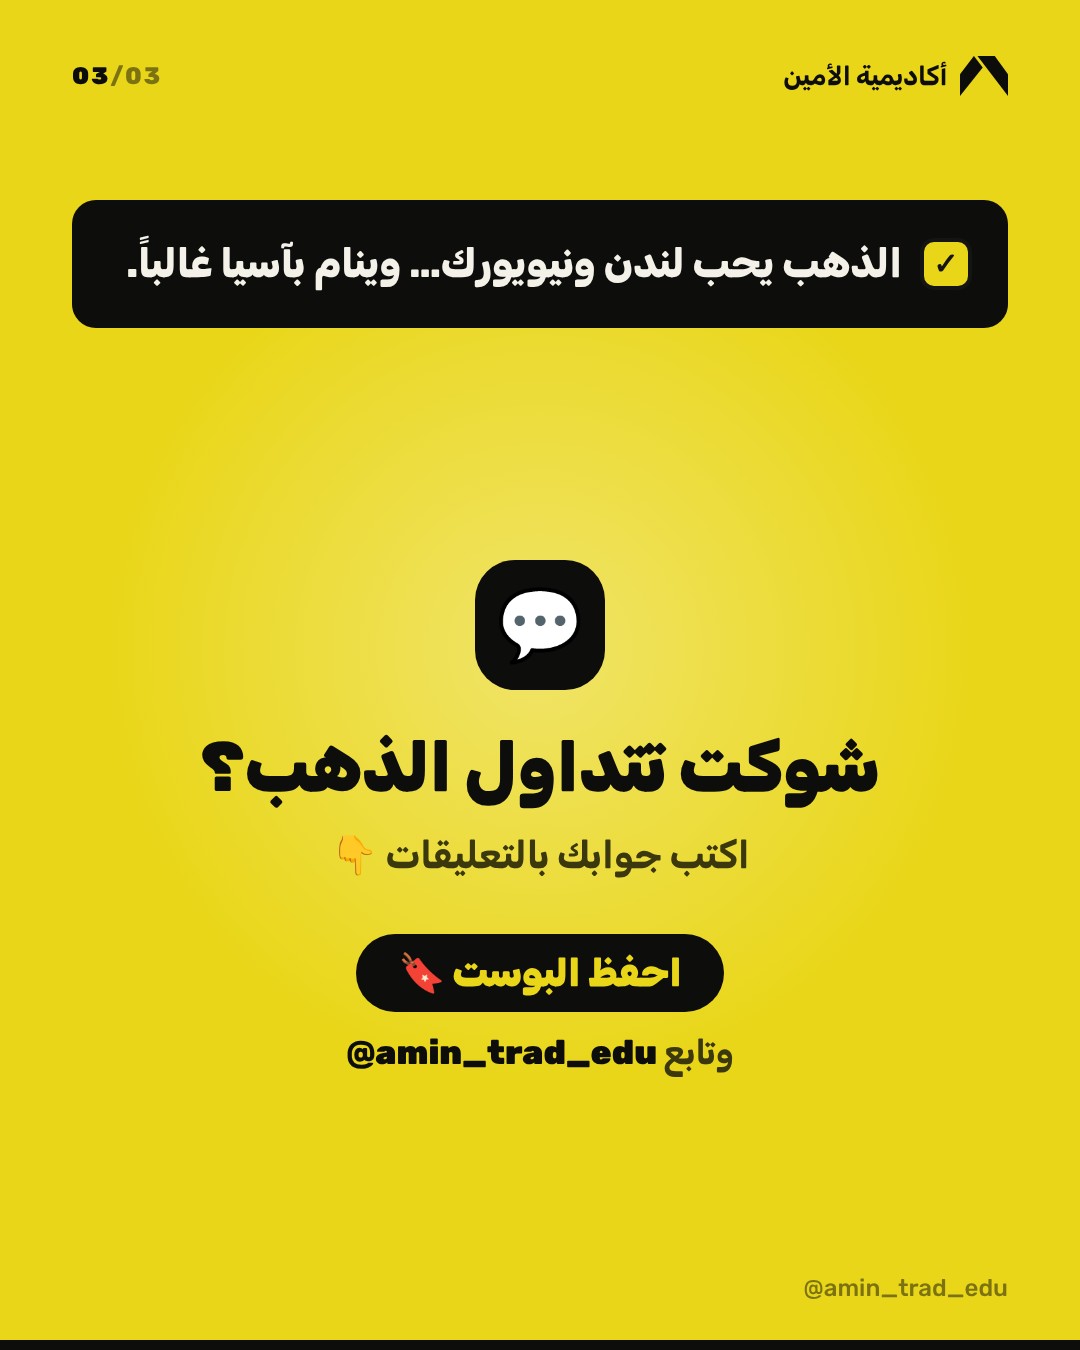 أكاديمية الأمين
03/03
✓ الذهب يحب لندن ونيويورك... وينام بآسيا غالباً.
شوكت تتداول الذهب؟
اكتب جوابك بالتعليقات 👇
احفظ البوست 🔖
وتابع @amin_trad_edu
@amin_trad_edu